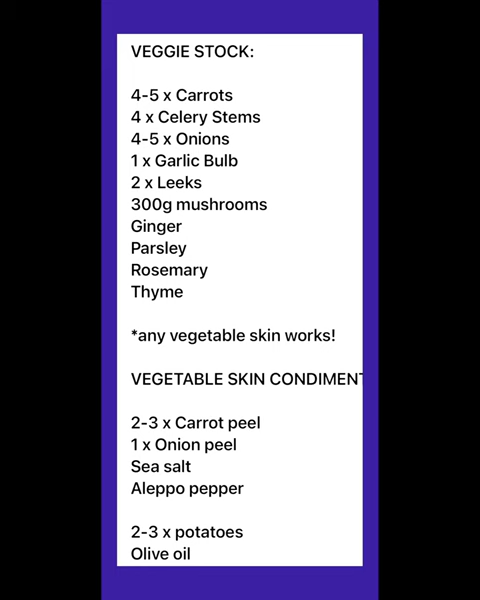 VEGGIE STOCK:
4-5 x Carrots
4 x Celery Stems
4-5 x Onions
1 x Garlic Bulb
2 x Leeks
300g mushrooms
Ginger
Parsley
Rosemary
Thyme
*any vegetable skin works!
VEGETABLE SKIN CONDIMENT
2-3 x Carrot peel
1 x Onion peel
Sea salt
Aleppo pepper
2-3 x potatoes
Olive oil